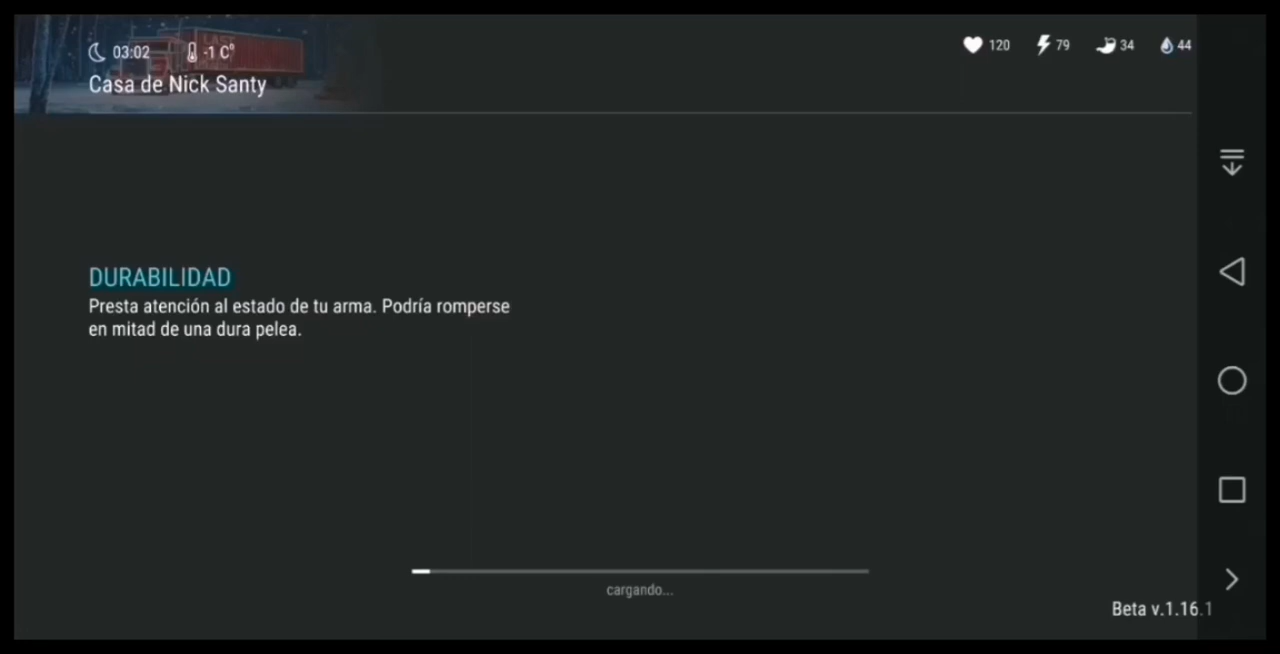 03:02 -1 C°
120 79 34 44
Casa de Nick Santy
LAST
DURABILIDAD
Presta atención al estado de tu arma. Podría romperse
en mitad de una dura pelea.
cargando...
Beta v.1.16.1